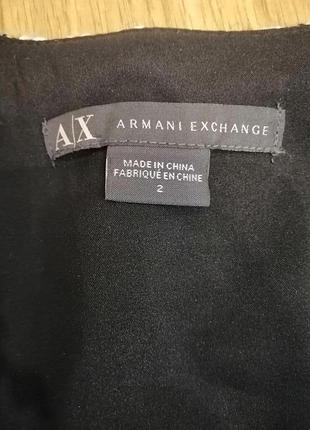 A|X ARMANI EXCHANGE
MADE IN CHINA
FABRIQUÉ EN CHINE
2